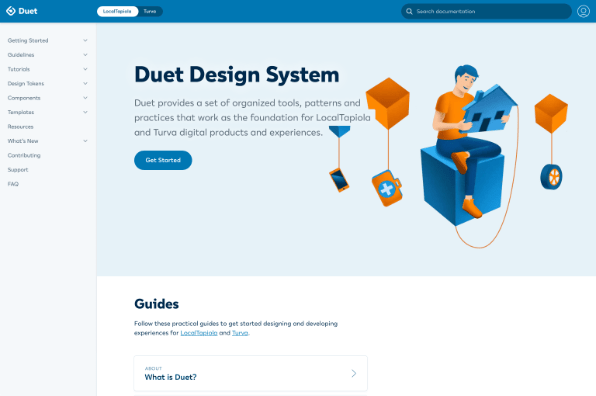 Duet
LocalTapiola
Turva
Search documentation
Getting Started
Guidelines
Tutorials
Design Tokens
Components
Templates
Resources
What's New
Contributing
Support
FAQ
Duet Design System
Duet provides a set of organized tools, patterns and
practices that work as the foundation for LocalTapiola
and Turva digital products and experiences.
Get Started
Guides
Follow these practical guides to get started designing and developing
experiences for LocalTapiola and Turva.
ABOUT
What is Duet?